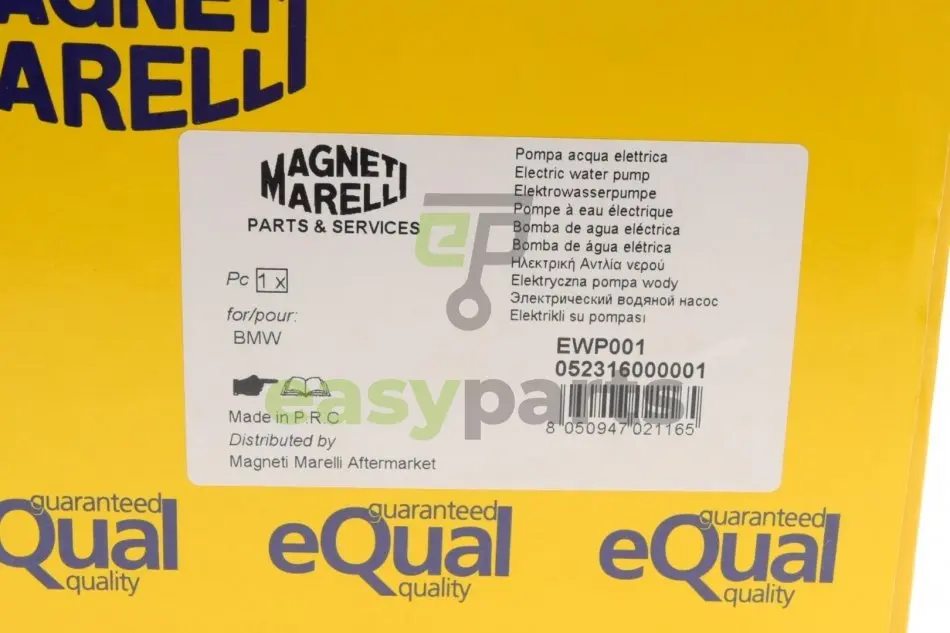 MAGNETI
MARELLI
MAGNETI
MARELLI
PARTS & SERVICES
Pc 1 x
for/pour:
BMW
Made in P.R.C.
Distributed by
Magneti Marelli Aftermarket
Pompa acqua elettrica
Electric water pump
Elektrowasserpumpe
Pompe à eau électrique
Bomba de agua eléctrica
Bomba de água elétrica
Ηλεκτρική Αντλία νερού
Elektryczna pompa wody
Электрический водяной насос
Elektrikli su pompası
EWP001
052316000001
8 050947 021165
ep
easyparts
guaranteed
eQual
quality
guaranteed
eQual
quality
guaranteed
eQual
quality